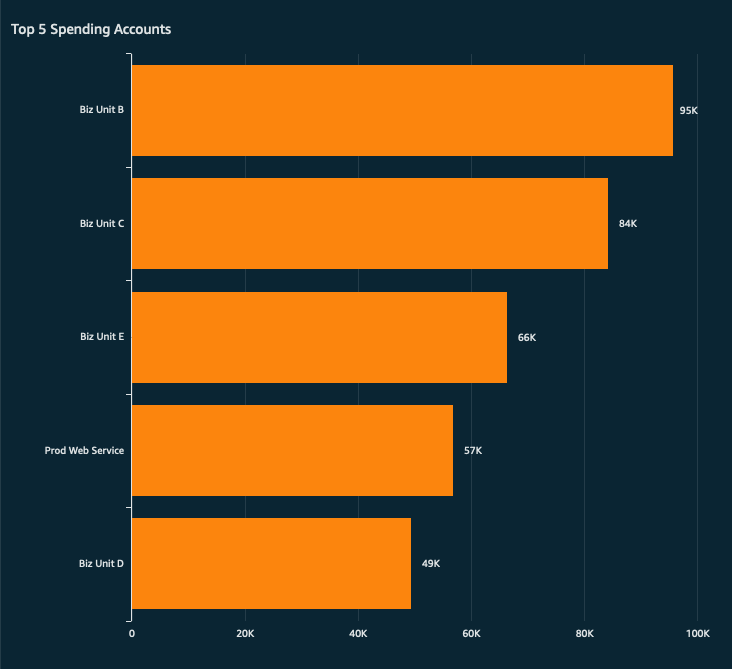 Top 5 Spending Accounts
Biz Unit B
95K
Biz Unit C
84K
Biz Unit E
66K
Prod Web Service
57K
Biz Unit D
49K
0 20K 40K 60K 80K 100K